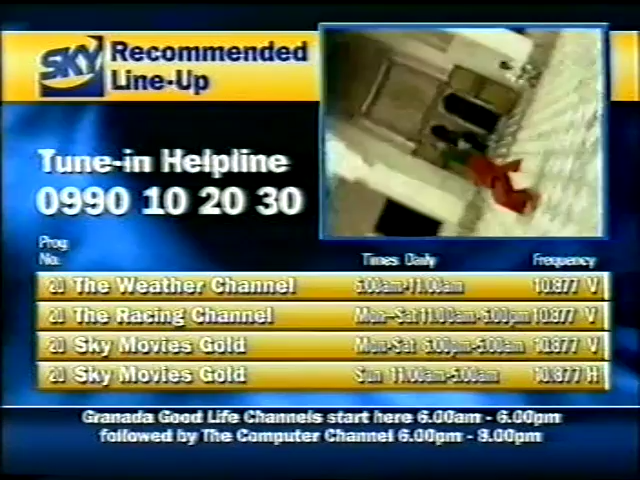 SKY
Recommended
Line-Up
Tune-in Helpline
0990 10 20 30
Prog
No.
Times Daily
Frequency
20 The Weather Channel 6.00am-11.00am 10.877 V
20 The Racing Channel Mon-Sat 11.00am-6.00pm 10.877 V
20 Sky Movies Gold Mon-Sat 6.00pm-5.00am 10.877 V
20 Sky Movies Gold Sun 11.00am-5.00am 10.877 H
Granada Good Life Channels start here 6.00am - 6.00pm
followed by The Computer Channel 6.00pm - 8.00pm